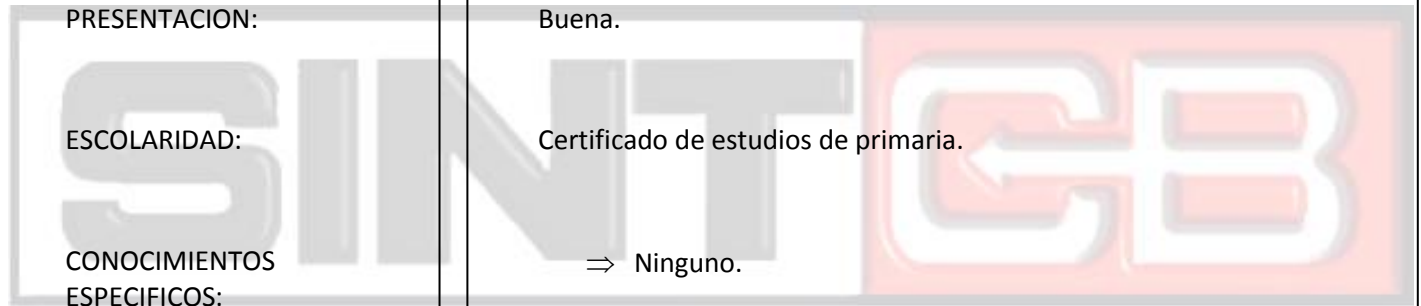 PRESENTACION: Buena.
ESCOLARIDAD: Certificado de estudios de primaria.
CONOCIMIENTOS ⇒ Ninguno.
ESPECIFICOS:
SINTCB